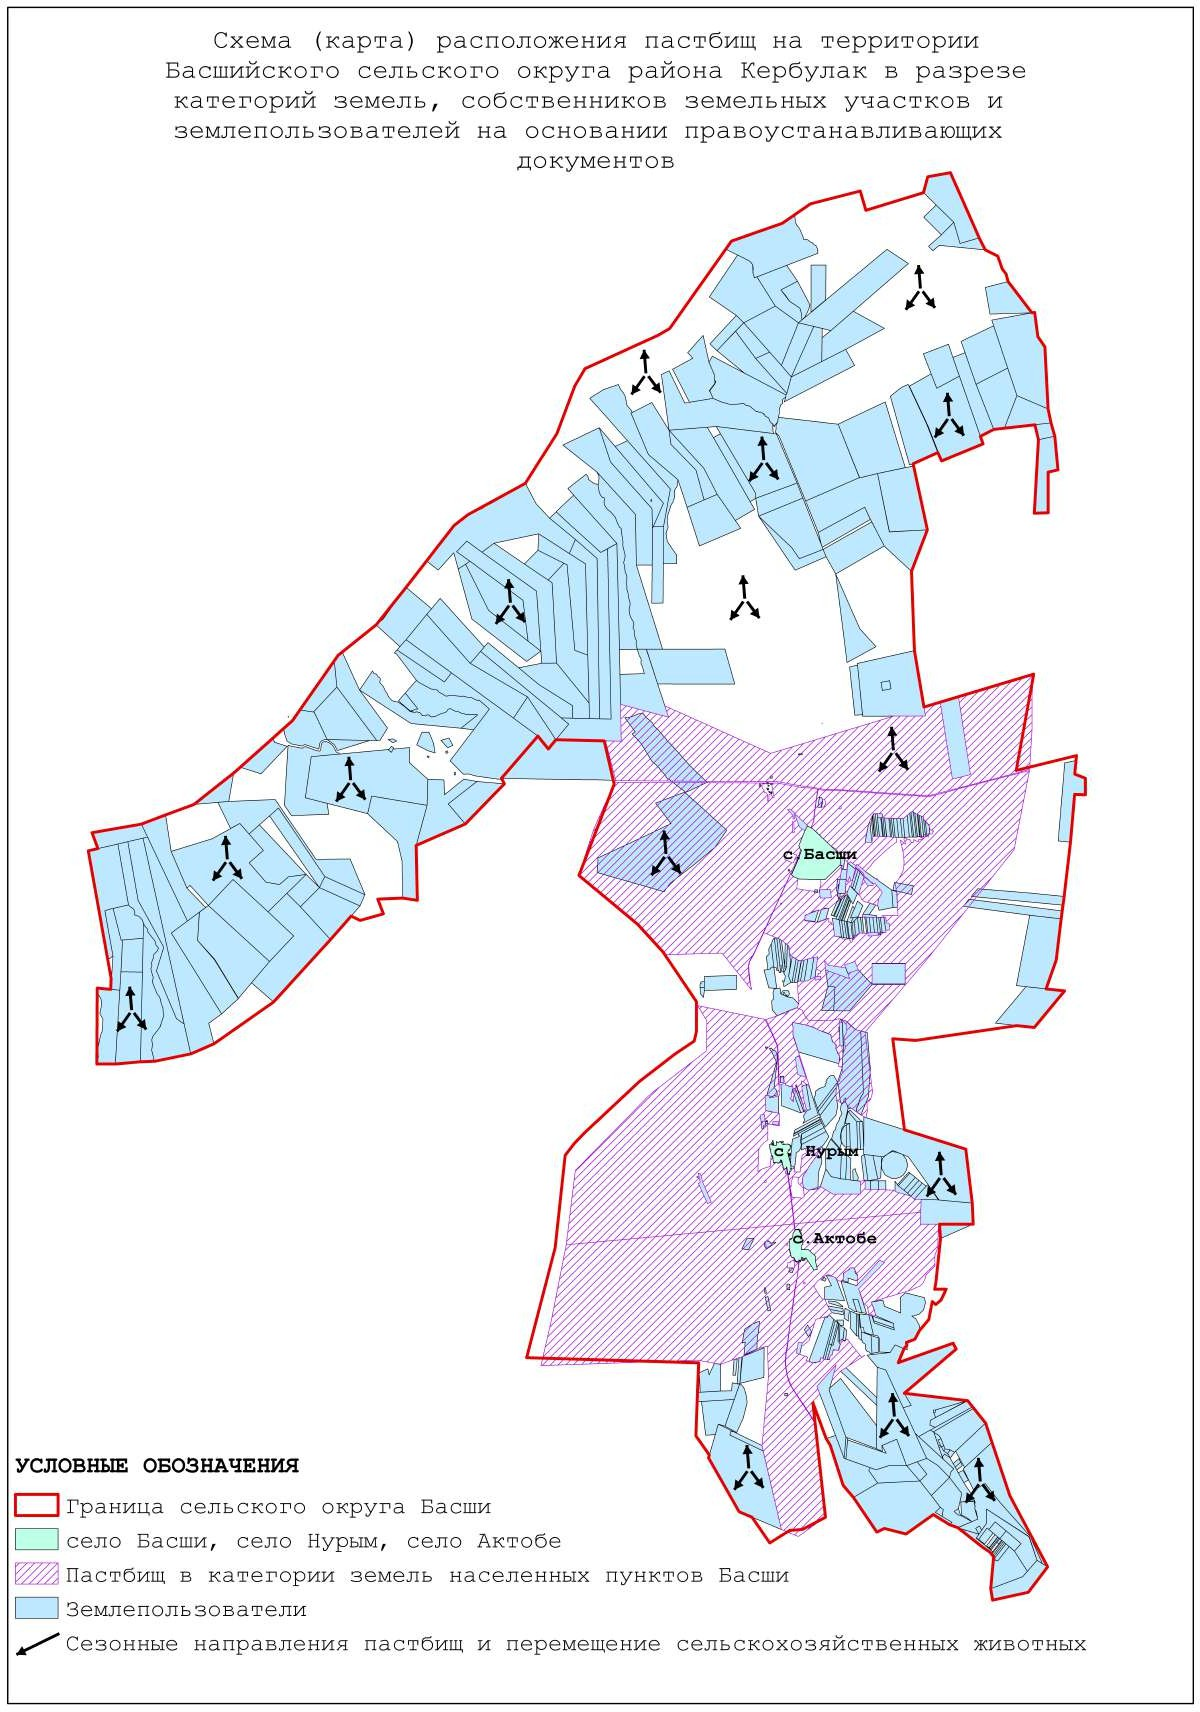 Схема (карта) расположения пастбищ на территории
Басшийского сельского округа района Кербулак в разрезе
категорий земель, собственников земельных участков и
землепользователей на основании правоустанавливающих
документов
с.Басши
с. Нурым
с.Актобе
УСЛОВНЫЕ ОБОЗНАЧЕНИЯ
Граница сельского округа Басши
село Басши, село Нурым, село Актобе
Пастбищ в категории земель населенных пунктов Басши
Землепользователи
Сезонные направления пастбищ и перемещение сельскохозяйственных животных